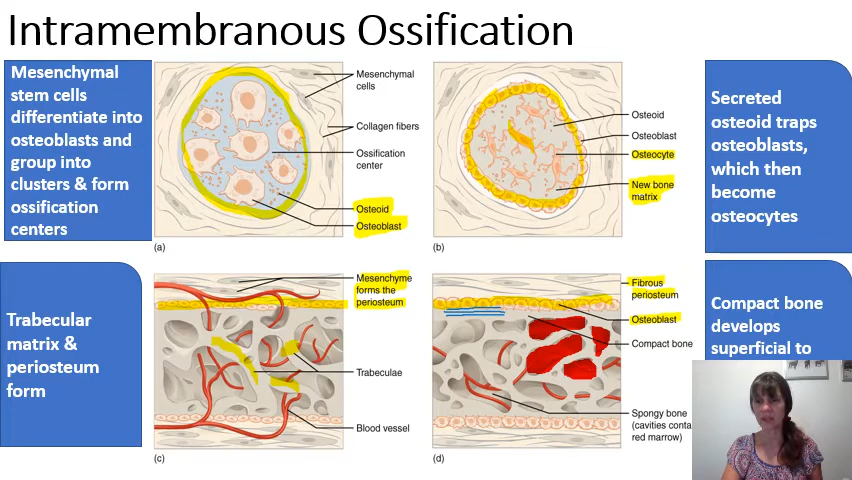 Intramembranous Ossification
Mesenchymal
stem cells
differentiate into
osteoblasts and
group into
clusters & form
ossification
centers
Mesenchymal
cells
Collagen fibers
Ossification
center
Osteoid
Osteoblast
(a)
Osteoid
Osteoblast
Osteocyte
New bone
matrix
(b)
Secreted
osteoid traps
osteoblasts,
which then
become
osteocytes
Trabecular
matrix &
periosteum
form
Mesenchyme
forms the
periosteum
Trabeculae
Blood vessel
(c)
Fibrous
periosteum
Osteoblast
Compact bone
Spongy bone
(cavities conta
red marrow)
(d)
Compact bone
develops
superficial to